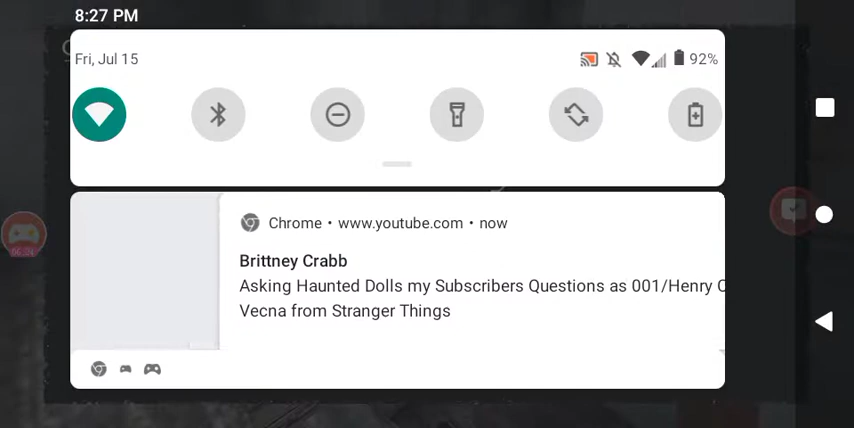 8:27 PM
Fri, Jul 15
92%
Chrome • www.youtube.com • now
Brittney Crabb
Asking Haunted Dolls my Subscribers Questions as 001/Henry
Vecna from Stranger Things